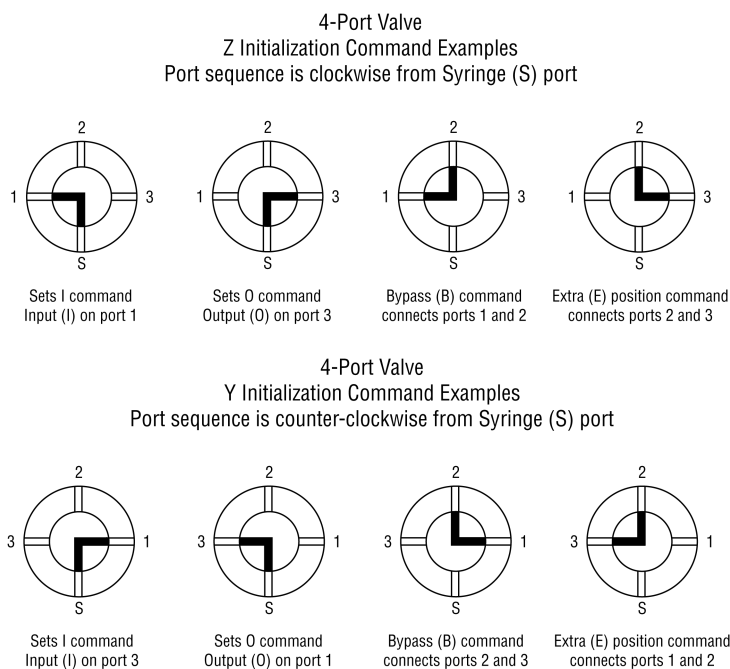 4-Port Valve
Z Initialization Command Examples
Port sequence is clockwise from Syringe (S) port
2
1
3
S
Sets I command
Input (I) on port 1
2
1
3
S
Sets O command
Output (O) on port 3
2
1
3
S
Bypass (B) command
connects ports 1 and 2
2
1
3
S
Extra (E) position command
connects ports 2 and 3
4-Port Valve
Y Initialization Command Examples
Port sequence is counter-clockwise from Syringe (S) port
2
3
1
S
Sets I command
Input (I) on port 3
2
3
1
S
Sets O command
Output (O) on port 1
2
3
1
S
Bypass (B) command
connects ports 2 and 3
2
3
1
S
Extra (E) position command
connects ports 1 and 2